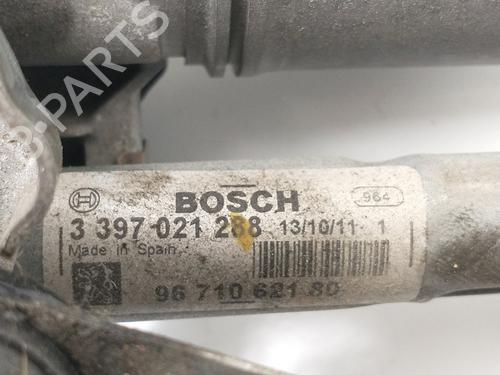 B-PARTS
BOSCH
964
3 397 021 288 13/10/11 1
Made in Spain
96 710 621 80